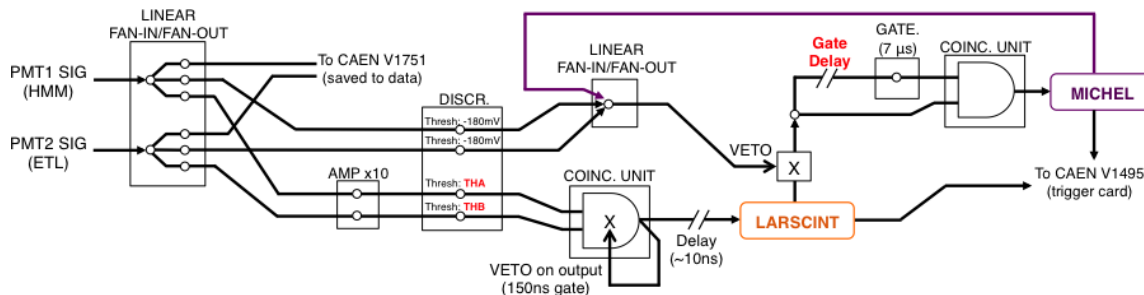 LINEAR
FAN-IN/FAN-OUT
PMT1 SIG
(HMM)
PMT2 SIG
(ETL)
To CAEN V1751
(saved to data)
AMP x10
DISCR.
Thresh: -180mV
Thresh: -180mV
Thresh: THA
Thresh: THB
LINEAR
FAN-IN/FAN-OUT
COINC. UNIT
X
VETO on output
(150ns gate)
Delay
(~10ns)
VETO
X
LARSCINT
Gate
Delay
GATE.
(7 µs)
COINC. UNIT
MICHEL
To CAEN V1495
(trigger card)